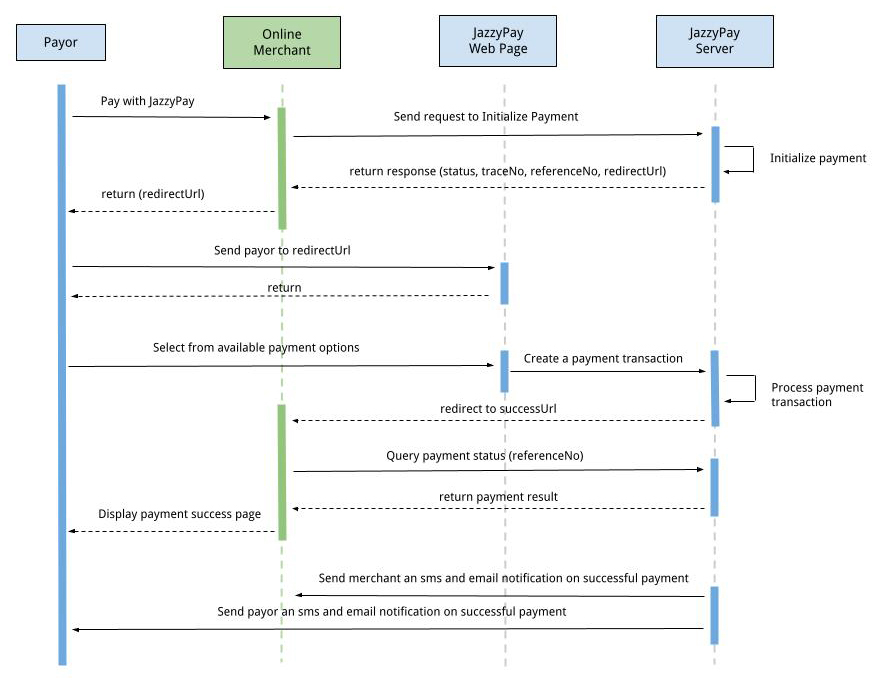 Payor
Online
Merchant
JazzyPay
Web Page
JazzyPay
Server
Pay with JazzyPay
Send request to Initialize Payment
Initialize payment
return response (status, traceNo, referenceNo, redirectUrl)
return (redirectUrl)
Send payor to redirectUrl
return
Select from available payment options
Create a payment transaction
Process payment
transaction
redirect to successUrl
Query payment status (referenceNo)
return payment result
Display payment success page
Send merchant an sms and email notification on successful payment
Send payor an sms and email notification on successful payment